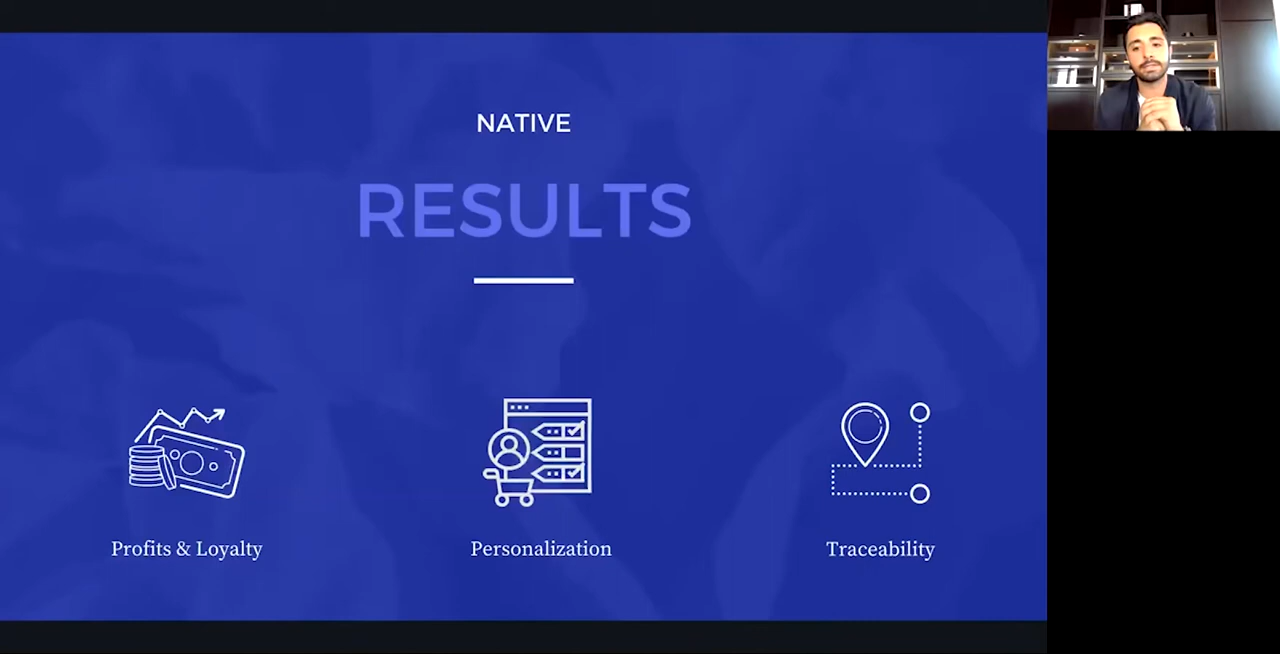 NATIVE
RESULTS
Profits & Loyalty
Personalization
Traceability